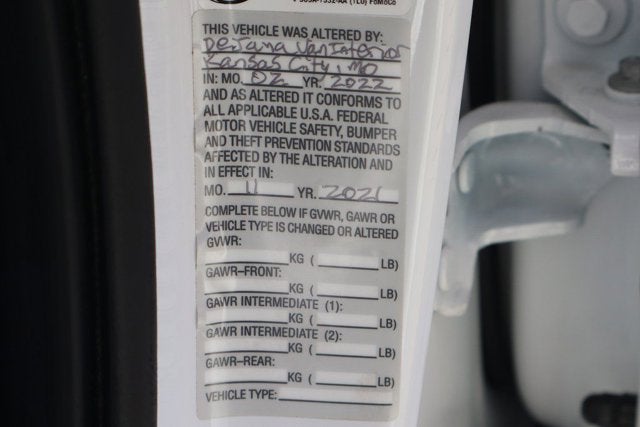 THIS VEHICLE WAS ALTERED BY:
Dejana Van Interior
Kansas City, MO
IN: MO. 02 YR. 2022
AND AS ALTERED IT CONFORMS TO
ALL APPLICABLE U.S.A. FEDERAL
MOTOR VEHICLE SAFETY, BUMPER
AND THEFT PREVENTION STANDARDS
AFFECTED BY THE ALTERATION AND
IN EFFECT IN:
MO. 11 YR. 2021
COMPLETE BELOW IF GVWR, GAWR OR
VEHICLE TYPE IS CHANGED OR ALTERED
GVWR:
KG ( LB)
GAWR–FRONT:
KG ( LB)
GAWR INTERMEDIATE (1):
KG ( LB)
GAWR INTERMEDIATE (2):
KG ( LB)
GAWR–REAR:
KG ( LB)
VEHICLE TYPE: